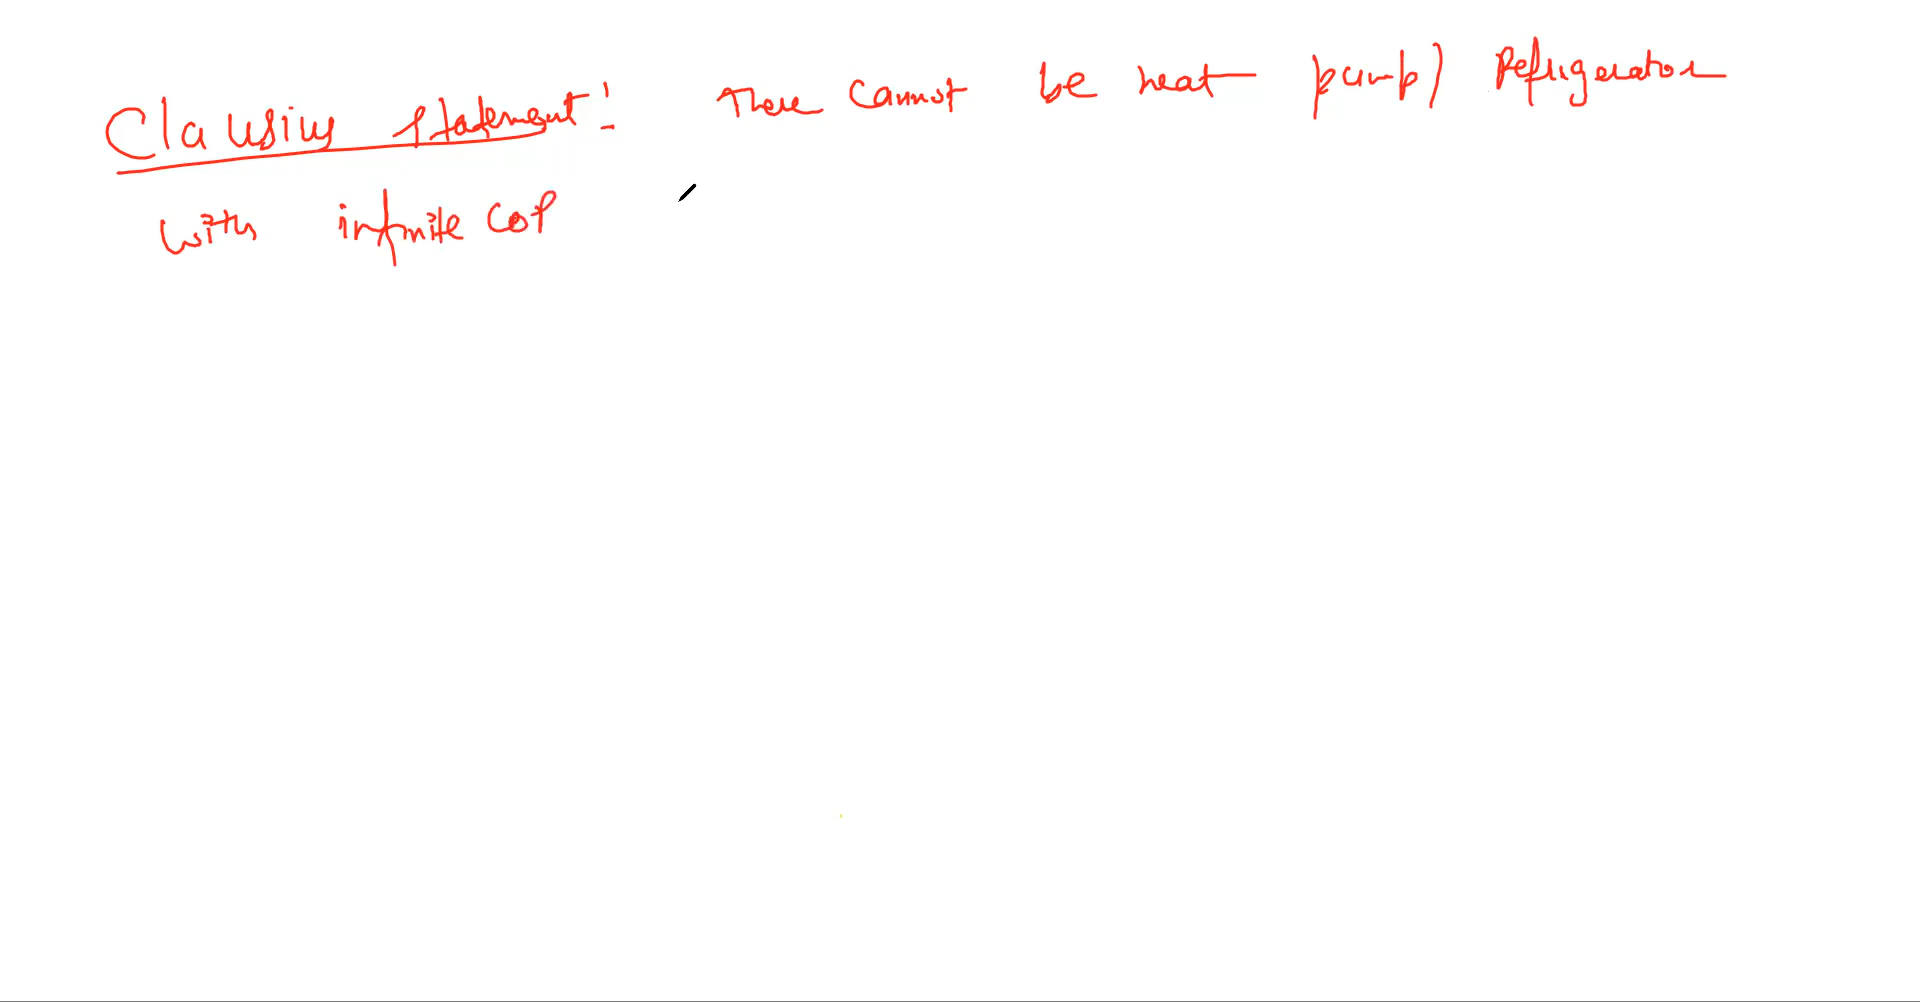 Clausius statement: There cannot be heat pump/ Refrigerator
with infinite COP